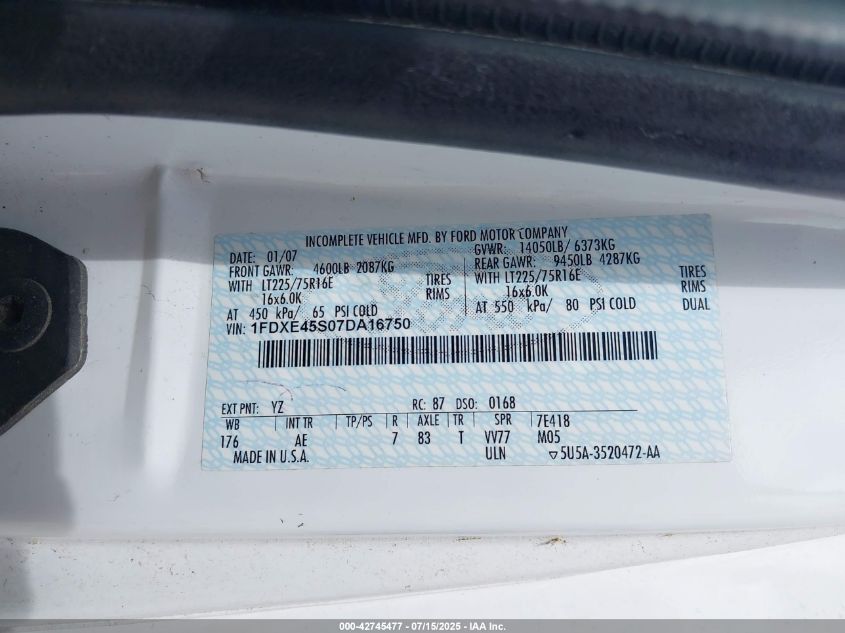 INCOMPLETE VEHICLE MFD. BY FORD MOTOR COMPANY
DATE: 01/07 GVWR: 14050LB/ 6373KG
FRONT GAWR: 4600LB 2087KG REAR GAWR: 9450LB 4287KG
WITH LT225/75R16E TIRES WITH LT225/75R16E TIRES
16x6.0K RIMS 16x6.0K RIMS
AT 450 kPa/ 65 PSI COLD AT 550 kPa/ 80 PSI COLD DUAL
VIN: 1FDXE45S07DA16750
EXT PNT: YZ RC: 87 DSO: 0168
WB INT TR TP/PS R AXLE TR SPR 7E418
176 AE 7 83 T VV77 M05
MADE IN U.S.A. ULN ▽5U5A-3520472-AA
000-42745477 - 07/15/2025 - IAA Inc.